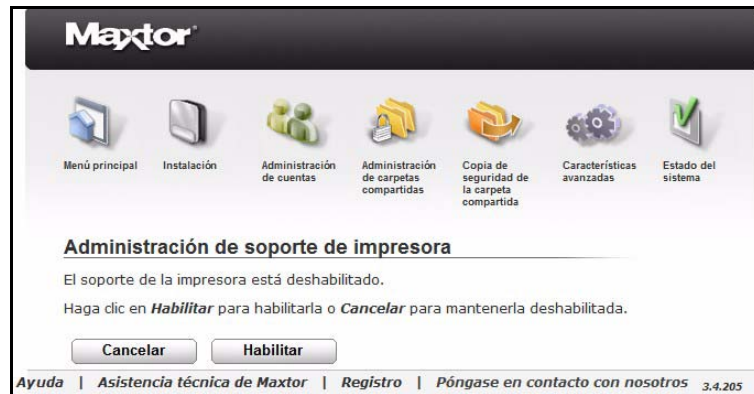 Maxtor
Menú principal
Instalación
Administración
de cuentas
Administración
de carpetas
compartidas
Copia de
seguridad de
la carpeta
compartida
Características
avanzadas
Estado del
sistema
Administración de soporte de impresora
El soporte de la impresora está deshabilitado.
Haga clic en Habilitar para habilitarla o Cancelar para mantenerla deshabilitada.
Cancelar Habilitar
Ayuda | Asistencia técnica de Maxtor | Registro | Póngase en contacto con nosotros 3.4.205